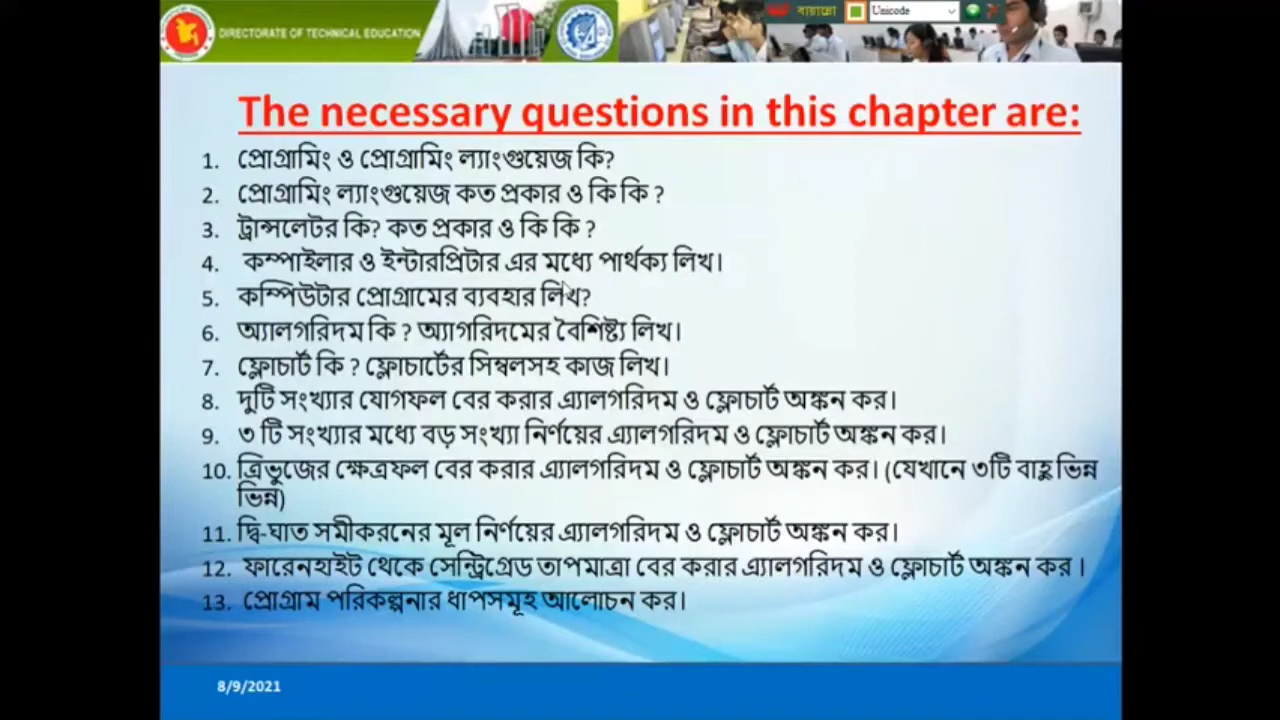 DIRECTORATE OF TECHNICAL EDUCATION
বায়ান্নো Unicode
The necessary questions in this chapter are:
1. প্রোগ্রামিং ও প্রোগ্রামিং ল্যাংগুয়েজ কি?
2. প্রোগ্রামিং ল্যাংগুয়েজ কত প্রকার ও কি কি ?
3. ট্রান্সলেটর কি? কত প্রকার ও কি কি ?
4. কম্পাইলার ও ইন্টারপ্রিটার এর মধ্যে পার্থক্য লিখ।
5. কম্পিউটার প্রোগ্রামের ব্যবহার লিখ?
6. অ্যালগরিদম কি ? অ্যাগরিদমের বৈশিষ্ট্য লিখ।
7. ফ্লোচার্ট কি ? ফ্লোচার্টের সিম্বলসহ কাজ লিখ।
8. দুটি সংখ্যার যোগফল বের করার এ্যালগরিদম ও ফ্লোচার্ট অঙ্কন কর।
9. ৩ টি সংখ্যার মধ্যে বড় সংখ্যা নির্ণয়ের এ্যালগরিদম ও ফ্লোচার্ট অঙ্কন কর।
10. ত্রিভুজের ক্ষেত্রফল বের করার এ্যালগরিদম ও ফ্লোচার্ট অঙ্কন কর। (যেখানে ৩টি বাহু ভিন্ন
ভিন্ন)
11. দ্বি-ঘাত সমীকরনের মূল নির্ণয়ের এ্যালগরিদম ও ফ্লোচার্ট অঙ্কন কর।
12. ফারেনহাইট থেকে সেন্ট্রিগ্রেড তাপমাত্রা বের করার এ্যালগরিদম ও ফ্লোচার্ট অঙ্কন কর ।
13. প্রোগ্রাম পরিকল্পনার ধাপসমূহ আলোচন কর।
8/9/2021